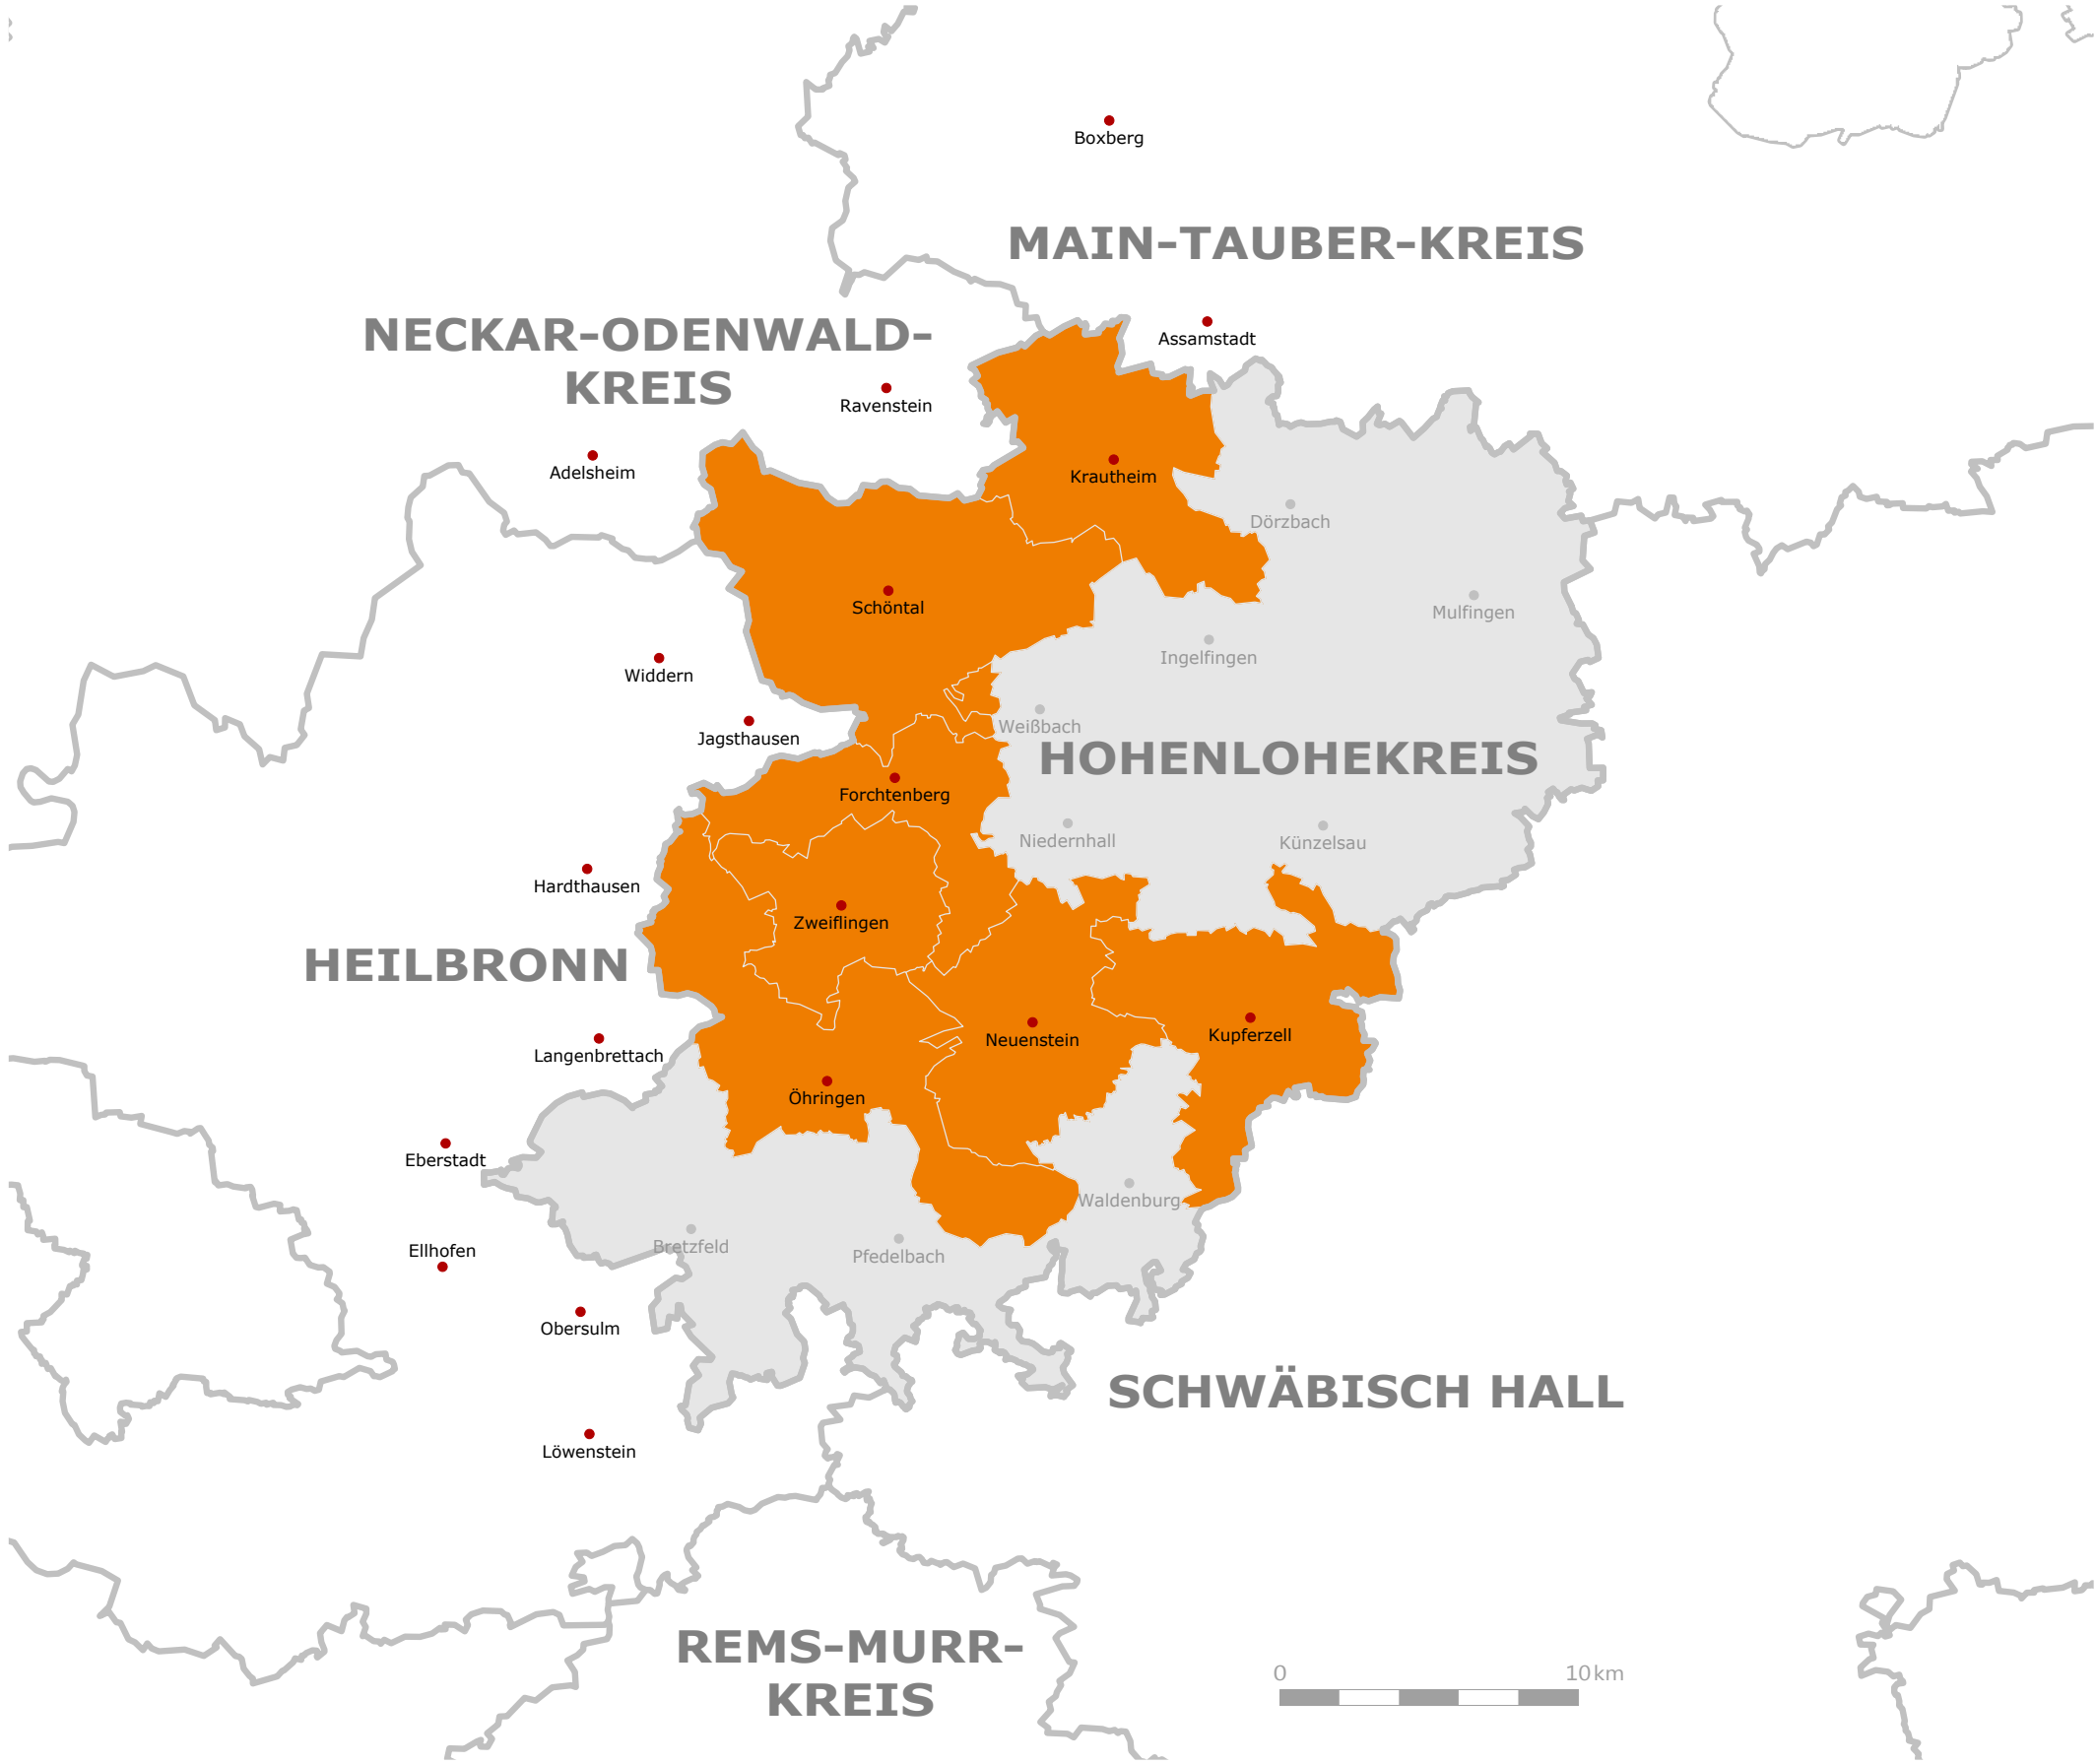 Boxberg
MAIN-TAUBER-KREIS
NECKAR-ODENWALD-
KREIS
Assamstadt
Ravenstein
Adelsheim
Krautheim
Dörzbach
Schöntal
Mulfingen
Ingelfingen
Widdern
Weißbach
Jagsthausen
HOHENLOHEKREIS
Forchtenberg
Niedernhall
Künzelsau
Hardthausen
Zweiflingen
HEILBRONN
Neuenstein
Kupferzell
Langenbrettach
Öhringen
Eberstadt
Waldenburg
Bretzfeld
Ellhofen
Pfedelbach
Obersulm
SCHWÄBISCH HALL
Löwenstein
REMS-MURR-
KREIS
0 10km